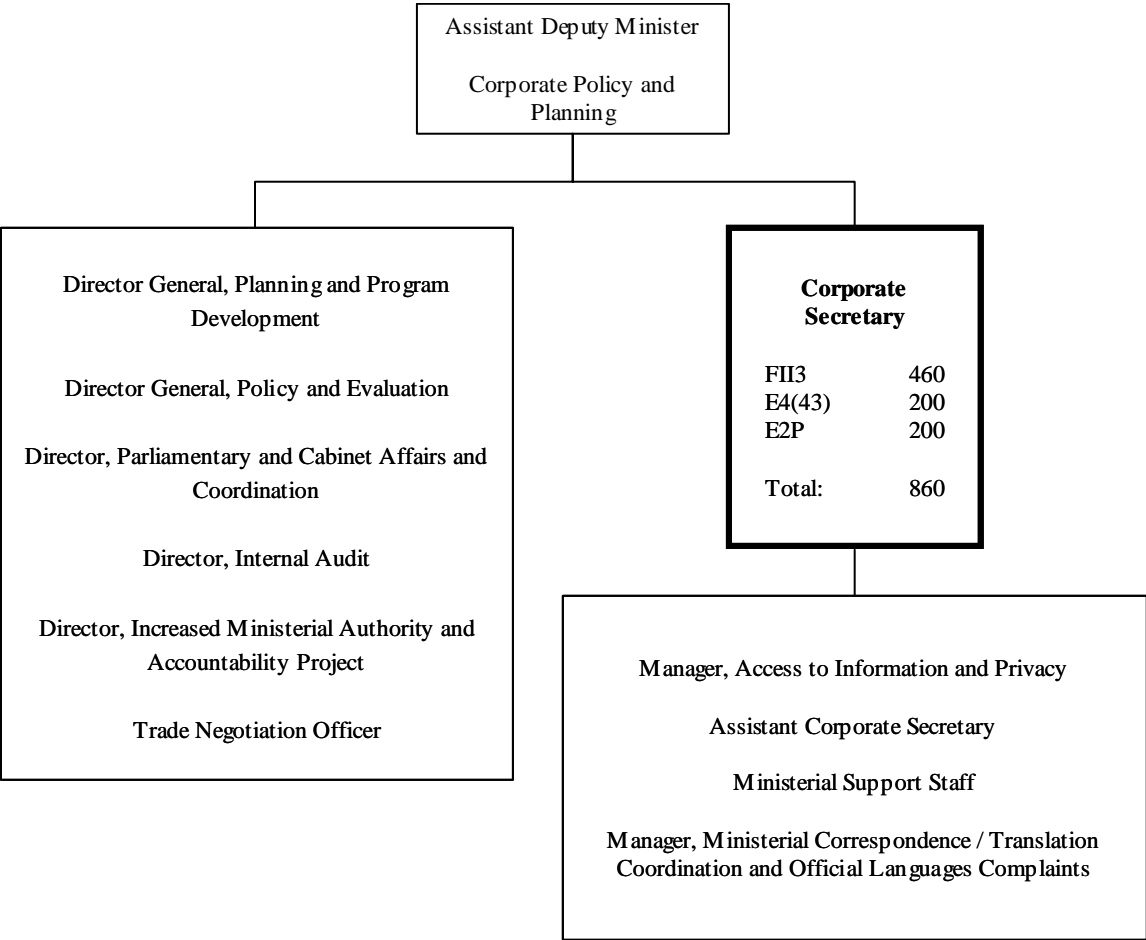 Assistant Deputy Minister
Corporate Policy and
Planning
Director General, Planning and Program
Development
Director General, Policy and Evaluation
Director, Parliamentary and Cabinet Affairs and
Coordination
Director, Internal Audit
Director, Increased Ministerial Authority and
Accountability Project
Trade Negotiation Officer
Corporate
Secretary
FII3 460
E4(43) 200
E2P 200
Total: 860
Manager, Access to Information and Privacy
Assistant Corporate Secretary
Ministerial Support Staff
Manager, Ministerial Correspondence / Translation
Coordination and Official Languages Complaints